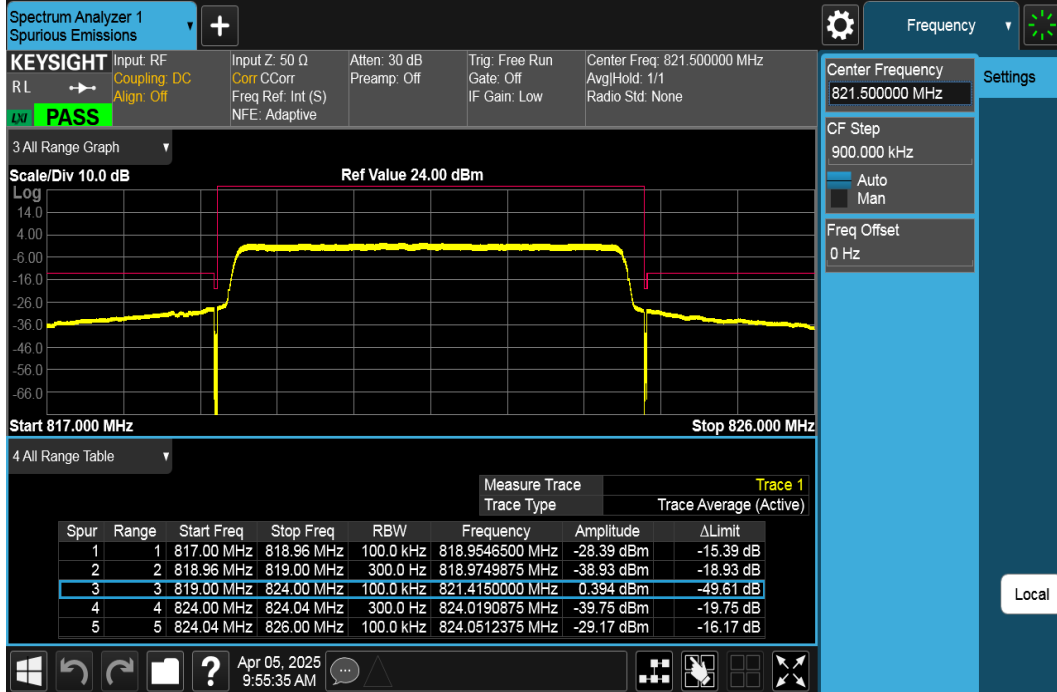 Spectrum Analyzer 1
Spurious Emissions
Frequency
KEYSIGHT Input: RF Input Z: 50 Ω Atten: 30 dB Trig: Free Run Center Freq: 821.500000 MHz
RL Coupling: DC Corr CCorr Preamp: Off Gate: Off Avg|Hold: 1/1
Align: Off Freq Ref: Int (S) IF Gain: Low Radio Std: None
LXI PASS NFE: Adaptive
Center Frequency
821.500000 MHz
Settings
CF Step
900.000 kHz
Auto
Man
Freq Offset
0 Hz
3 All Range Graph
Scale/Div 10.0 dB Ref Value 24.00 dBm
Log
14.0
4.00
-6.00
-16.0
-26.0
-36.0
-46.0
-56.0
-66.0
Start 817.000 MHz Stop 826.000 MHz
4 All Range Table
Measure Trace Trace 1
Trace Type Trace Average (Active)
Spur Range Start Freq Stop Freq RBW Frequency Amplitude ΔLimit
1 1 817.00 MHz 818.96 MHz 100.0 kHz 818.9546500 MHz -28.39 dBm -15.39 dB
2 2 818.96 MHz 819.00 MHz 300.0 Hz 818.9749875 MHz -38.93 dBm -18.93 dB
3 3 819.00 MHz 824.00 MHz 100.0 kHz 821.4150000 MHz 0.394 dBm -49.61 dB
4 4 824.00 MHz 824.04 MHz 300.0 Hz 824.0190875 MHz -39.75 dBm -19.75 dB
5 5 824.04 MHz 826.00 MHz 100.0 kHz 824.0512375 MHz -29.17 dBm -16.17 dB
Local
Apr 05, 2025
9:55:35 AM